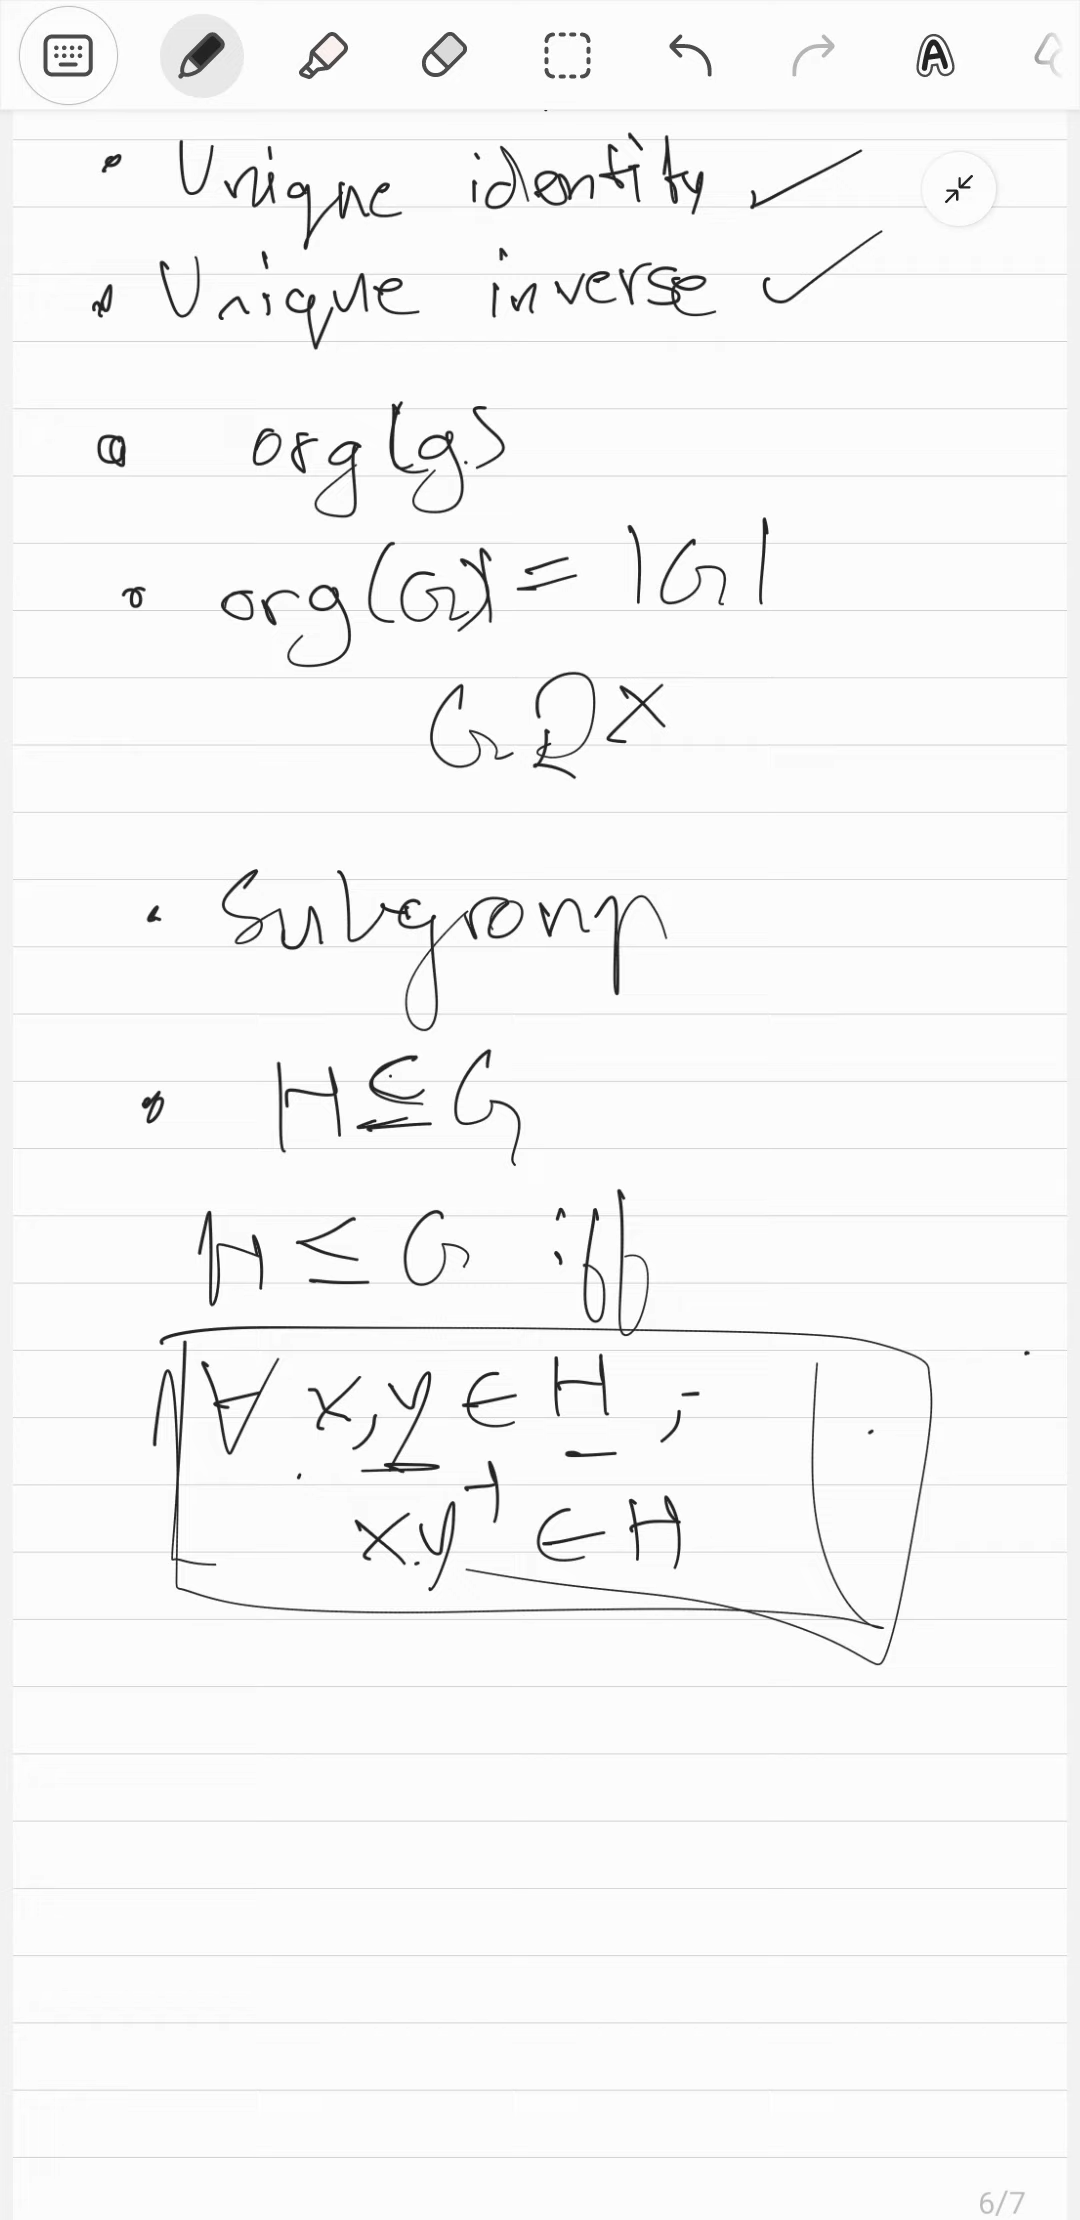 • Unique identity ✓
• Unique inverse ✓
• org(g)
• org(G) = |G|
G ⊋ X
• Subgroup
• H ⊆ G
H ≤ G iff
∀ x, y ∈ H ;
x.y⁻¹ ∈ H
6/7